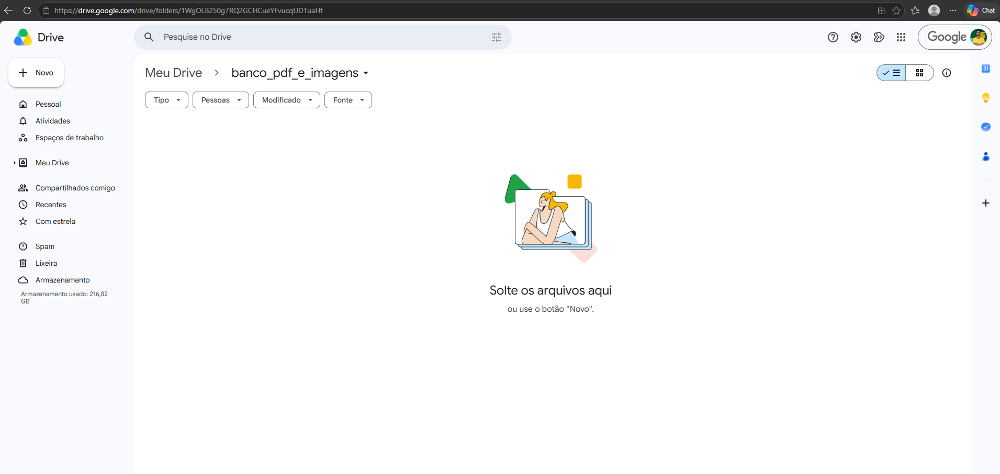 https://drive.google.com/drive/folders/1WgOLB250g7RQ2GCHCueYFvucqUD1uaHt
Chat
Drive
Pesquise no Drive
Google
Novo
Meu Drive
banco_pdf_e_imagens
31
Tipo
Pessoas
Modificado
Fonte
Pessoal
Atividades
Espaços de trabalho
Meu Drive
Compartilhados comigo
Recentes
Com estrela
Spam
Lixeira
Armazenamento
Armazenamento usado: 216,82
GB
Solte os arquivos aqui
ou use o botão "Novo".